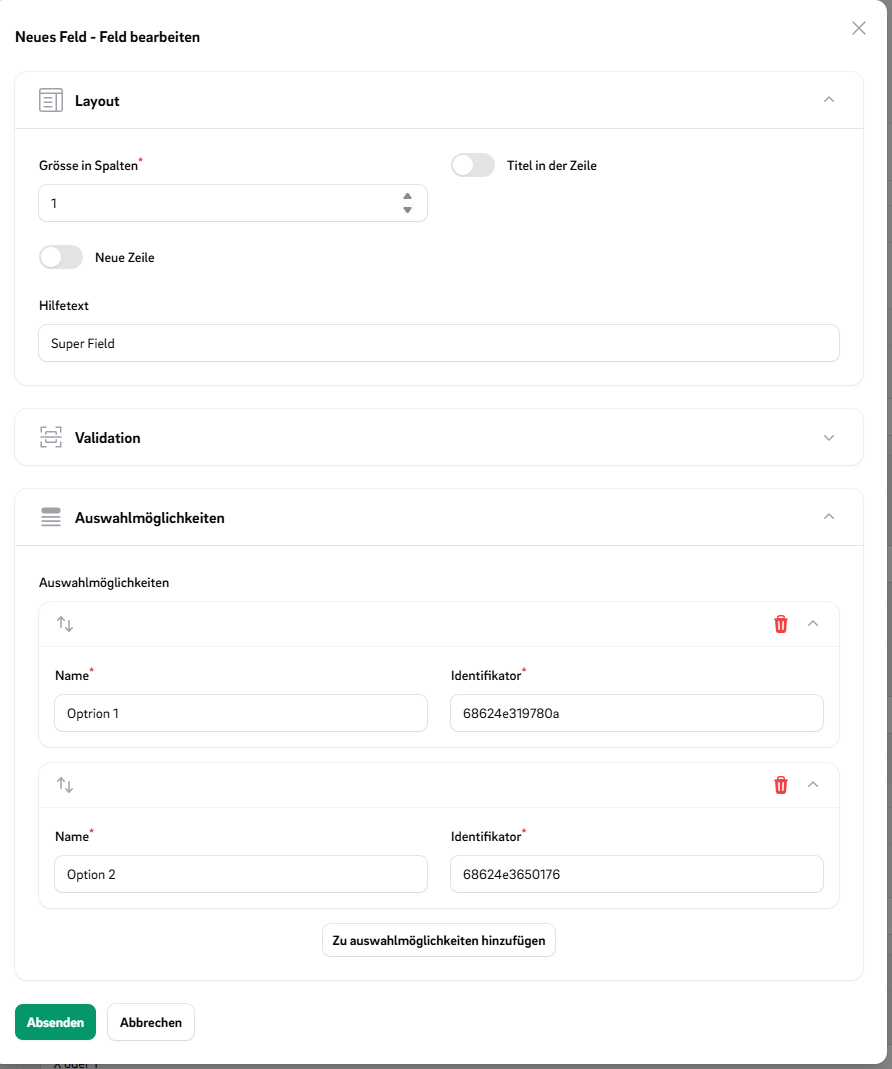 Neues Feld - Feld bearbeiten
Layout
Grösse in Spalten*
Titel in der Zeile
1
Neue Zeile
Hilfetext
Super Field
Validation
Auswahlmöglichkeiten
Auswahlmöglichkeiten
Name* Identifikator*
Optrion 1 68624e319780a
Name* Identifikator*
Option 2 68624e3650176
Zu auswahlmöglichkeiten hinzufügen
Absenden Abbrechen